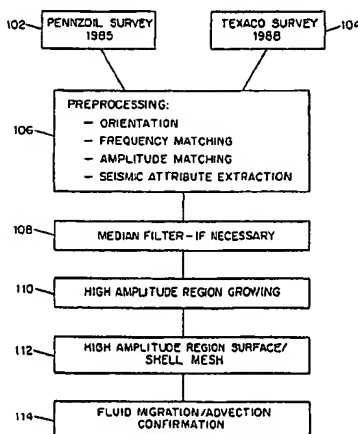 102
PENNZOIL SURVEY
1985
TEXACO SURVEY
1988
104
106
PREPROCESSING:
- ORIENTATION
- FREQUENCY MATCHING
- AMPLITUDE MATCHING
- SEISMIC ATTRIBUTE EXTRACTION
108
MEDIAN FILTER-IF NECESSARY
110
HIGH AMPLITUDE REGION GROWING
112
HIGH AMPLITUDE REGION SURFACE/
SHELL MESH
114
FLUID MIGRATION/ADVECTION
CONFIRMATION